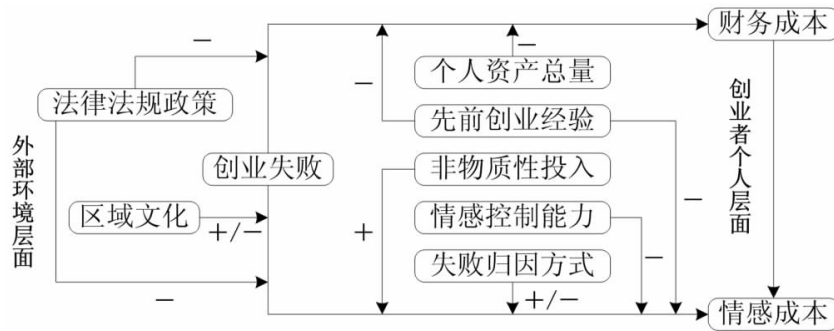 财务成本
−
−
个人资产总量
法律法规政策
−
先前创业经验
外部环境层面
创业失败
非物质性投入
创业者个人层面
−
区域文化
+/−
+
情感控制能力
−
失败归因方式
−
+/−
情感成本